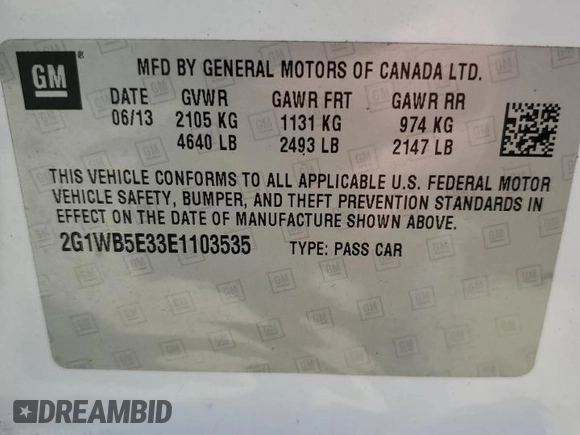 GM MFD BY GENERAL MOTORS OF CANADA LTD.
DATE GVWR GAWR FRT GAWR RR
06/13 2105 KG 1131 KG 974 KG
4640 LB 2493 LB 2147 LB
THIS VEHICLE CONFORMS TO ALL APPLICABLE U.S. FEDERAL MOTOR
VEHICLE SAFETY, BUMPER, AND THEFT PREVENTION STANDARDS IN
EFFECT ON THE DATE OF MANUFACTURE SHOWN ABOVE.
2G1WB5E33E1103535 TYPE: PASS CAR
DREAMBID